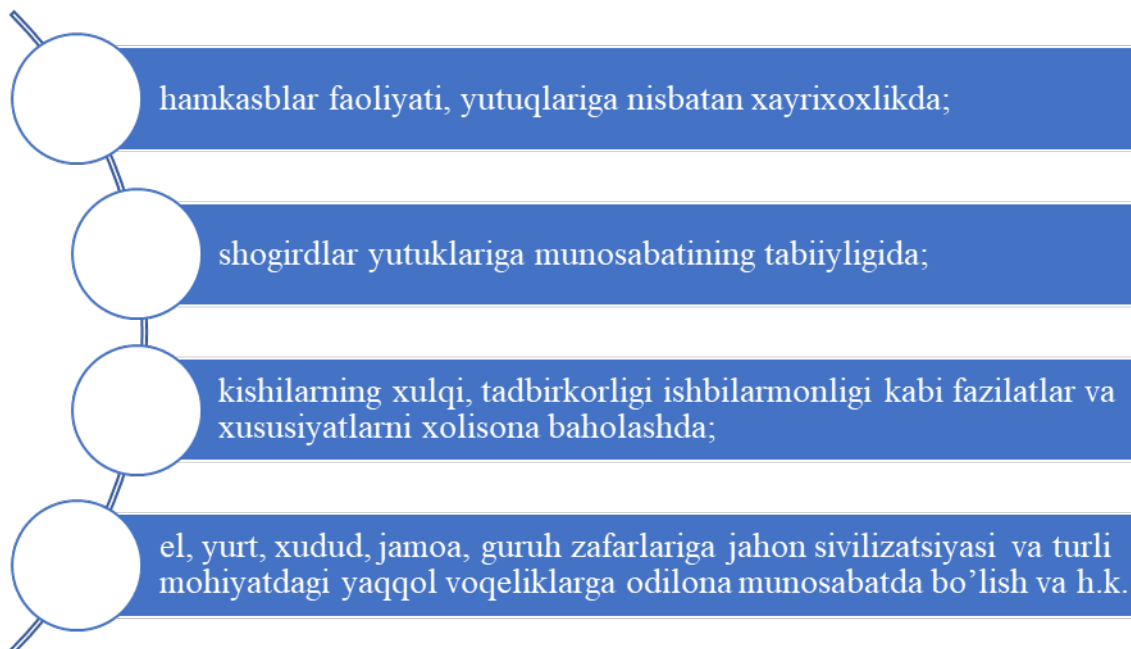 hamkasblar faoliyati, yutuqlariga nisbatan xayrixoxlikda;
shogirdlar yutuklariga munosabatining tabiiyligida;
kishilarning xulqi, tadbirkorligi ishbilarmonligi kabi fazilatlar va
xususiyatlarni xolisona baholashda;
el, yurt, xudud, jamoa, guruh zafarlariga jahon sivilizatsiyasi va turli
mohiyatdagi yaqqol voqeliklarga odilona munosabatda bo’lish va h.k.